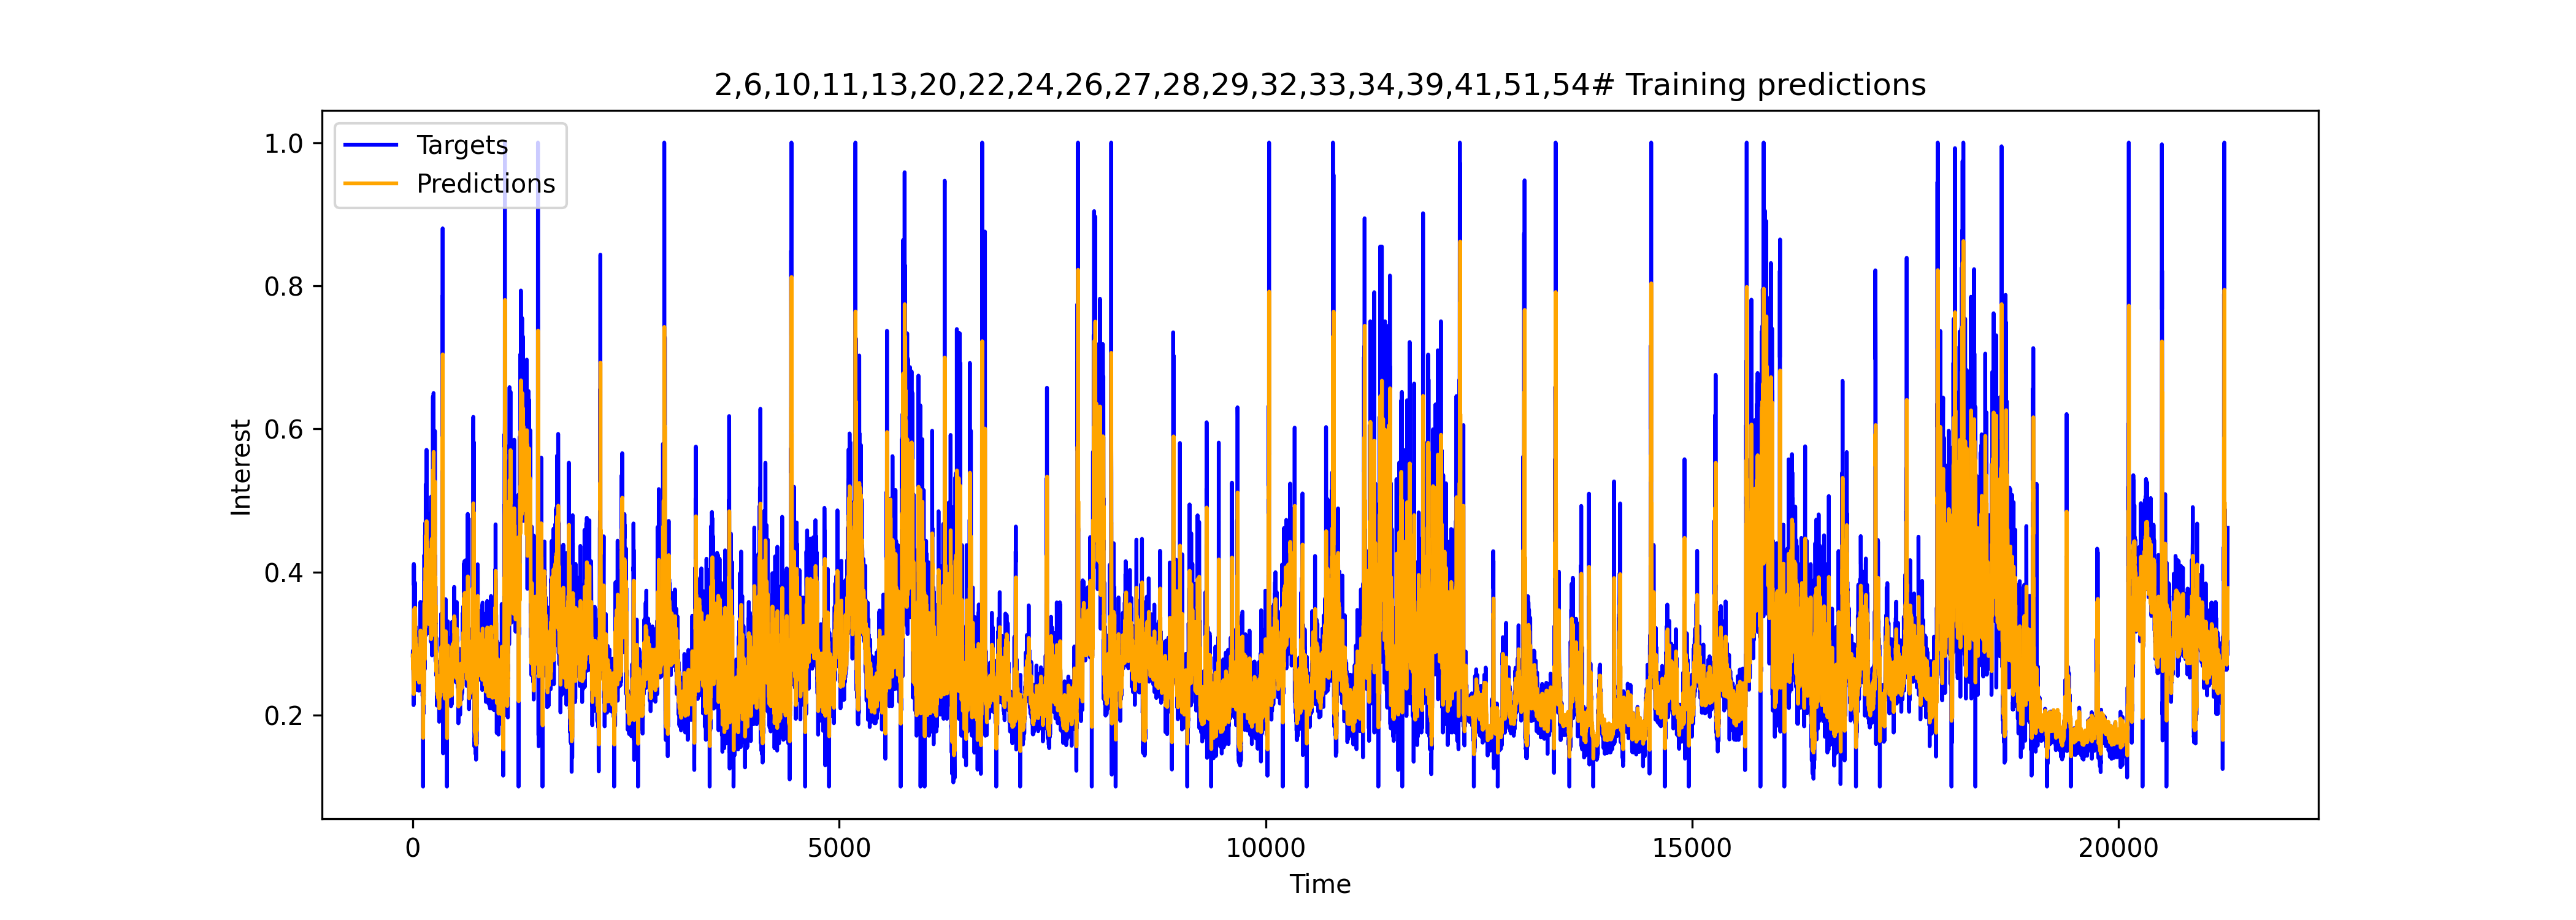 2,6,10,11,13,20,22,24,26,27,28,29,32,33,34,39,41,51,54# Training predictions
Targets
Predictions
1.0
0.8
0.6
0.4
0.2
Interest
0
5000
10000
15000
20000
Time